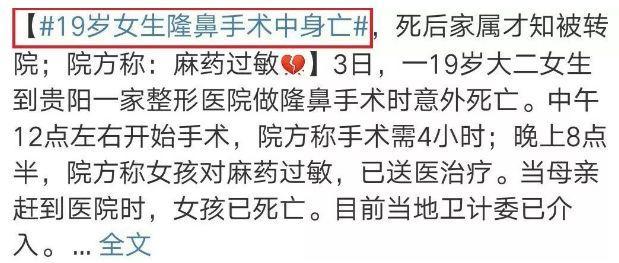 【#19岁女生隆鼻手术中身亡#，死后家属才知被转
院；院方称：麻药过敏💔】3日，一19岁大二女生
到贵阳一家整形医院做隆鼻手术时意外死亡。中午
12点左右开始手术，院方称手术需4小时；晚上8点
半，院方称女孩对麻药过敏，已送医治疗。当母亲
赶到医院时，女孩已死亡。目前当地卫计委已介
入。... 全文